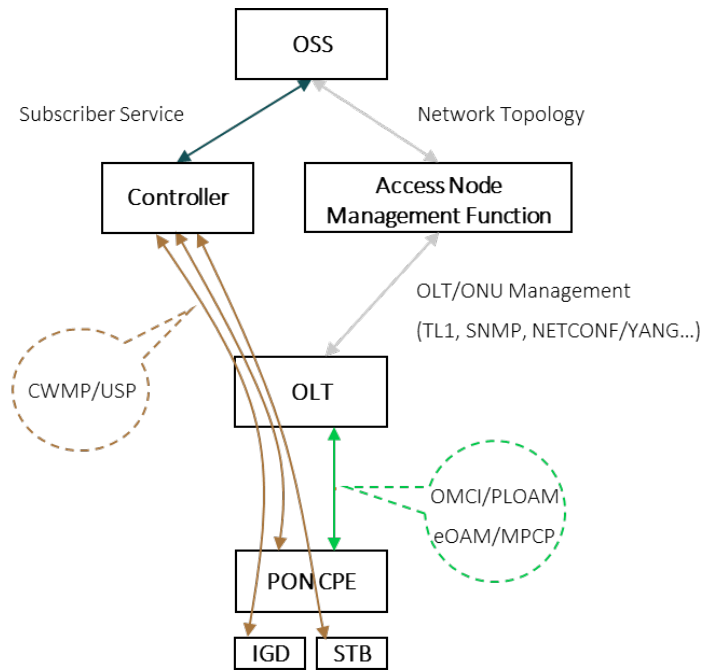 OSS
Subscriber Service
Network Topology
Controller
Access Node
Management Function
OLT/ONU Management
(TL1, SNMP, NETCONF/YANG...)
CWMP/USP
OLT
OMCI/PLOAM
eOAM/MPCP
PON CPE
IGD
STB